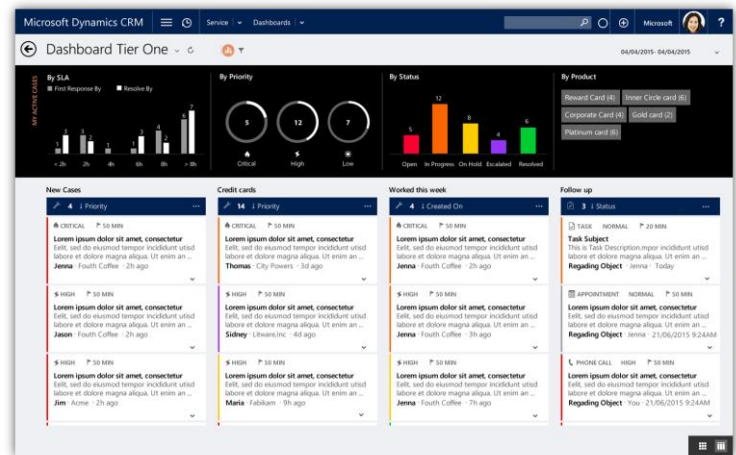 Microsoft Dynamics CRM Service Dashboards Microsoft ?
Dashboard Tier One 04/04/2015- 04/04/2015
MY ACTIVE CASES
By SLA
First Response By Resolve By
< 2h 2h 4h 6h 8h > 8h
By Priority
5 12 7
Critical High Low
By Status
5 12 8 4 6
Open In Progress On Hold Escalated Resolved
By Product
Reward Card (4) Inner Circle card (6)
Corporate Card (4) Gold card (2)
Platinum card (6)
New Cases
4 ↓ Priority ...
CRITICAL 50 MIN
Lorem ipsum dolor sit amet, consectetur
Eelit, sed do eiusmod tempor incididunt utisd
labore et dolore magna aliqua. Ut enim an ...
Jenna · Fouth Coffee · 2h ago
HIGH 50 MIN
Lorem ipsum dolor sit amet, consectetur
Eelit, sed do eiusmod tempor incididunt utisd
labore et dolore magna aliqua. Ut enim an ...
Jason · Fouth Coffee · 2h ago
HIGH 50 MIN
Lorem ipsum dolor sit amet, consectetur
Eelit, sed do eiusmod tempor incididunt utisd
labore et dolore magna aliqua. Ut enim an ...
Jim · Acme · 2h ago
Credit cards
14 ↓ Priority ...
CRITICAL 50 MIN
Lorem ipsum dolor sit amet, consectetur
Eelit, sed do eiusmod tempor incididunt utisd
labore et dolore magna aliqua. Ut enim an ...
Thomas · City Powers · 3d ago
HIGH 50 MIN
Lorem ipsum dolor sit amet, consectetur
Eelit, sed do eiusmod tempor incididunt utisd
labore et dolore magna aliqua. Ut enim an ...
Sidney · Litware,Inc · 4d ago
HIGH 50 MIN
Lorem ipsum dolor sit amet, consectetur
Eelit, sed do eiusmod tempor incididunt utisd
labore et dolore magna aliqua. Ut enim an ...
Maria · Fabikam · 9h ago
Worked this week
4 ↓ Created On ...
CRITICAL 50 MIN
Lorem ipsum dolor sit amet, consectetur
Eelit, sed do eiusmod tempor incididunt utisd
labore et dolore magna aliqua. Ut enim an ...
Jenna · Fouth Coffee · 2h ago
HIGH 50 MIN
Lorem ipsum dolor sit amet, consectetur
Eelit, sed do eiusmod tempor incididunt utisd
labore et dolore magna aliqua. Ut enim an ...
Jenna · Fouth Coffee · 3h ago
HIGH 50 MIN
Lorem ipsum dolor sit amet, consectetur
Eelit, sed do eiusmod tempor incididunt utisd
labore et dolore magna aliqua. Ut enim an ...
Jenna · Fouth Coffee · 7h ago
Follow up
3 ↓ Status ...
TASK NORMAL 20 MIN
Task Subject
This is Task Description.mpor incididunt utisd
labore et dolore magna aliqua. Ut enim an ...
Regading Object · Jenna · Today
APPOINTMENT NORMAL 50 MIN
Lorem ipsum dolor sit amet, consectetur
Eelit, sed do eiusmod tempor incididunt utisd
labore et dolore magna aliqua. Ut enim an ...
Regading Object · Jenna · 21/06/2015 9:24AM
PHONE CALL HIGH 50 MIN
Lorem ipsum dolor sit amet, consectetur
Eelit, sed do eiusmod tempor incididunt utisd
labore et dolore magna aliqua. Ut enim an ...
Regading Object · You · 21/06/2015 9:24AM